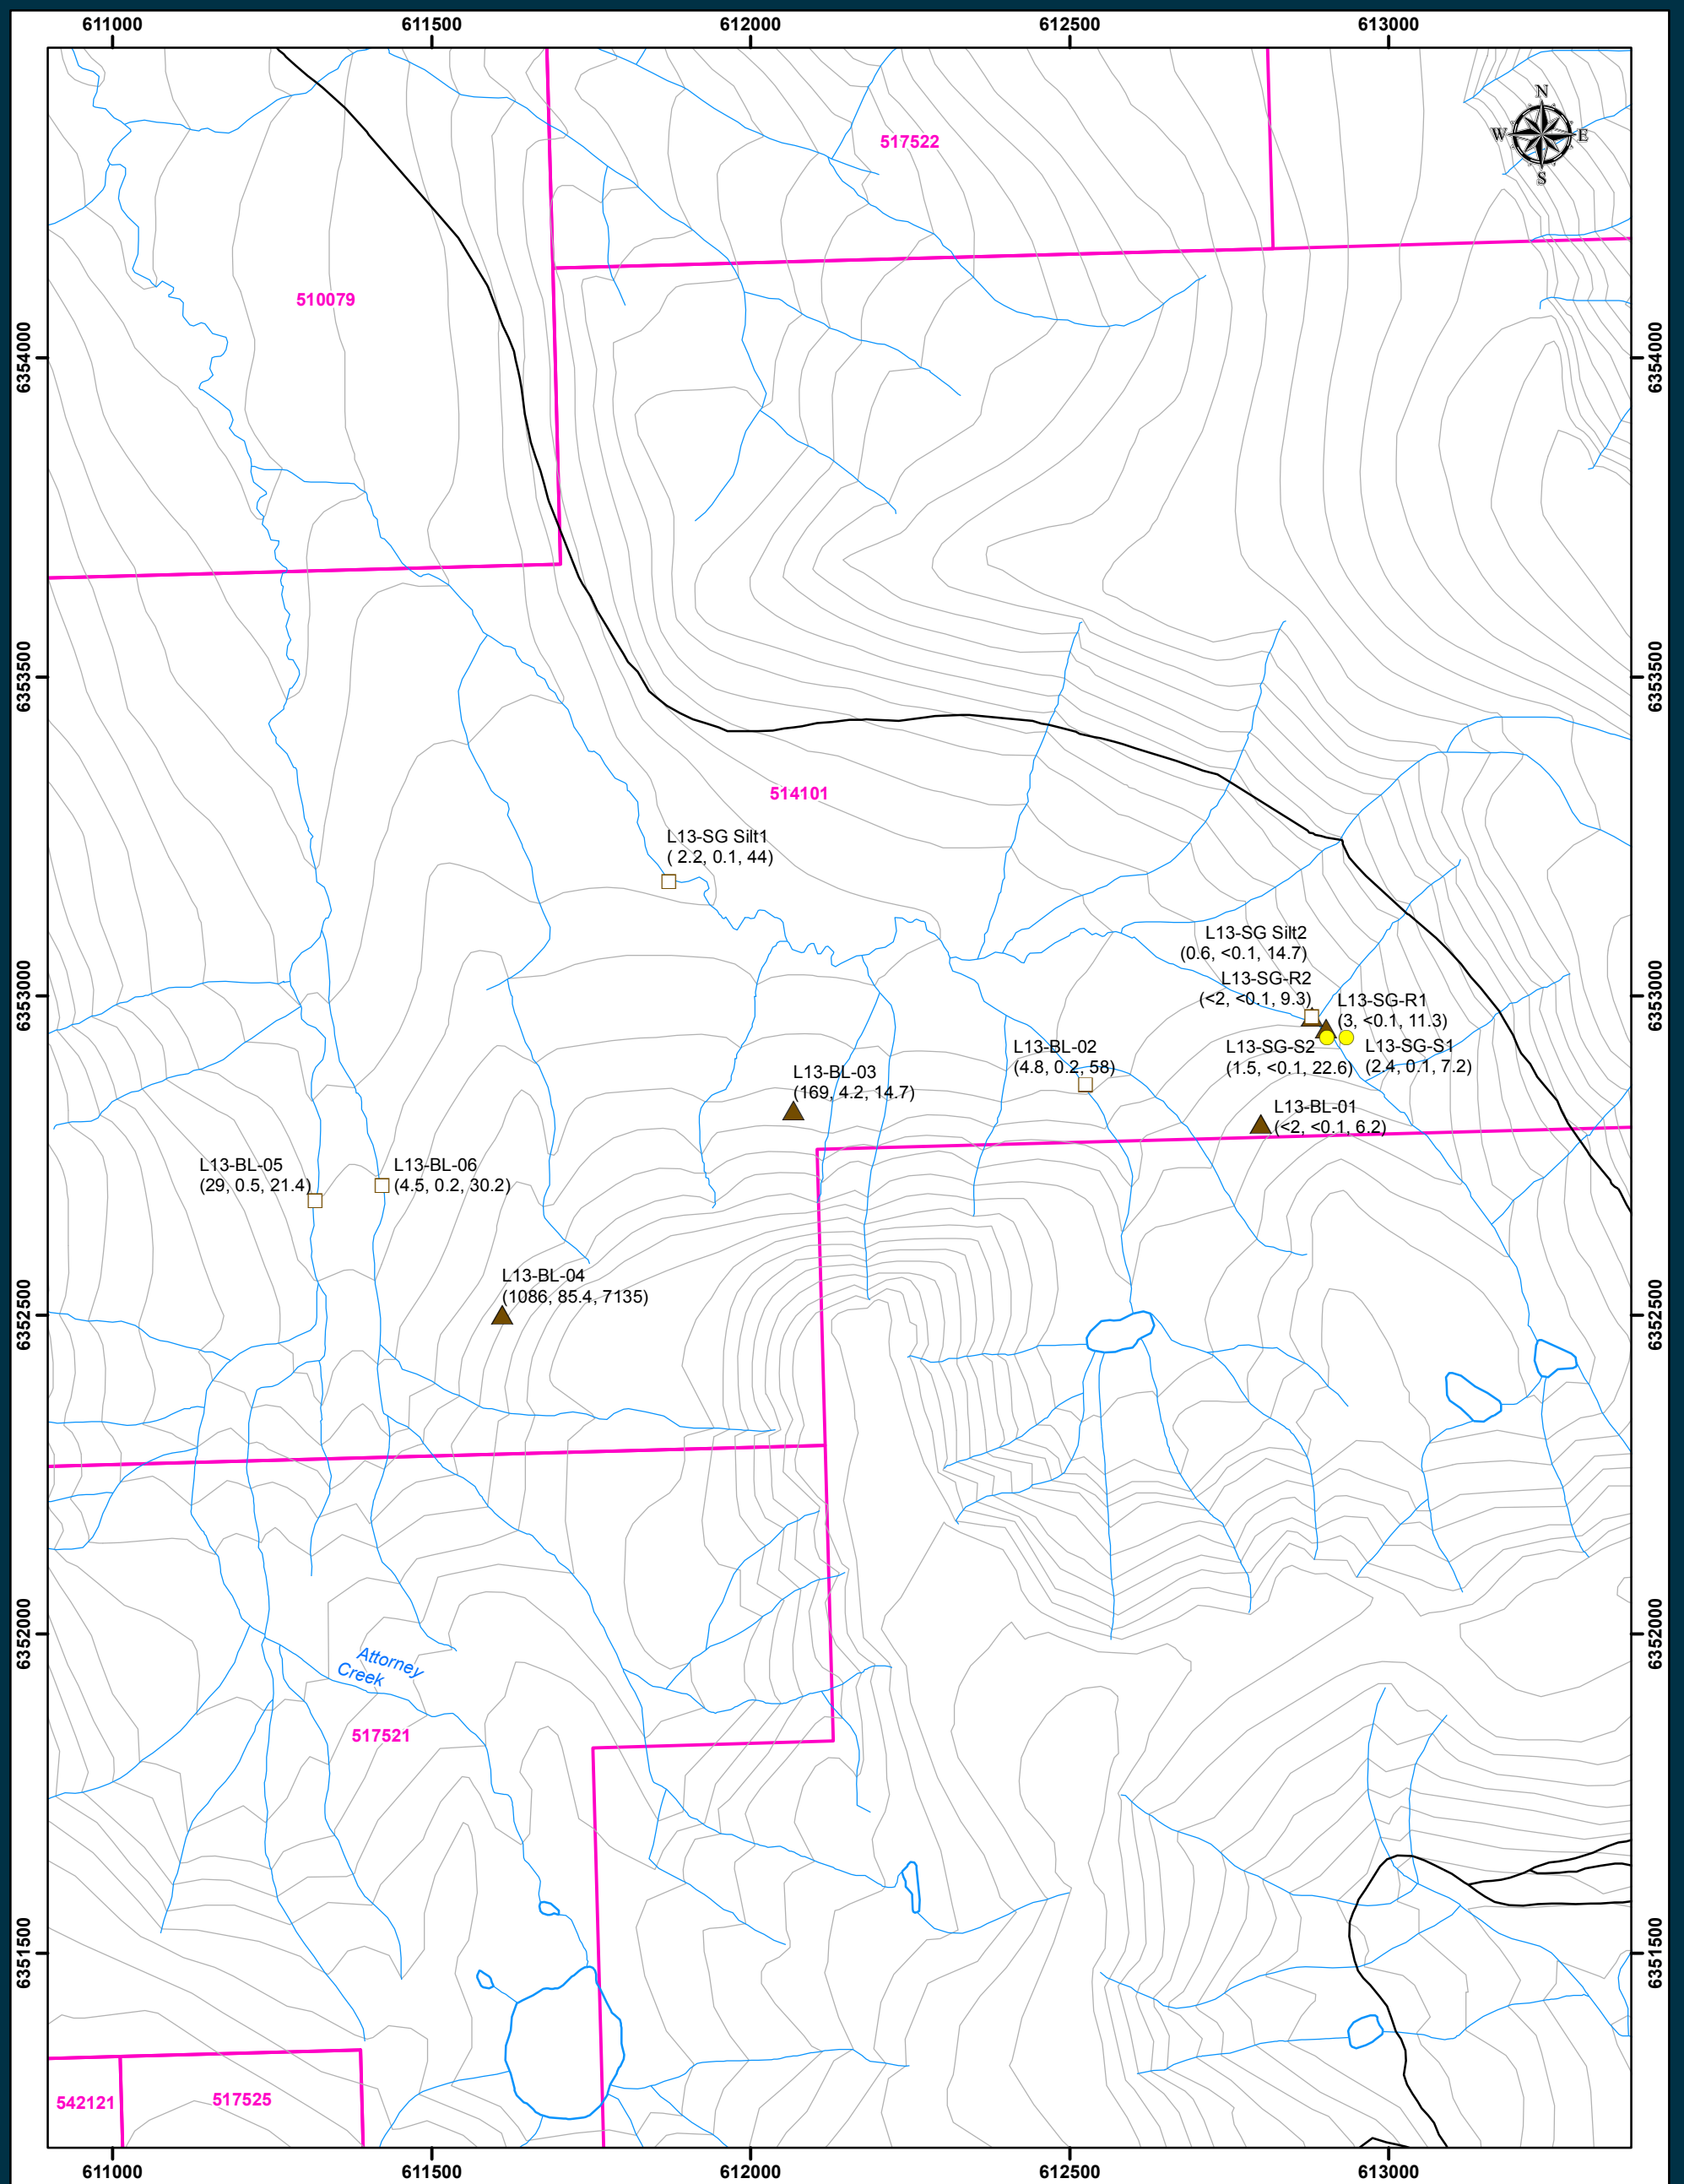 611000 611500 612000 612500 613000
N
W E
S
517522
510079
6354000 6354000
6353500 6353500
514101
L13-SG Silt1
( 2.2, 0.1, 44)
L13-SG Silt2
(0.6, <0.1, 14.7)
L13-SG-R2
(<2, <0.1, 9.3)
L13-SG-R1
(3, <0.1, 11.3)
6353000 6353000
L13-SG-S2
(1.5, <0.1, 22.6)
L13-SG-S1
(2.4, 0.1, 7.2)
L13-BL-02
(4.8, 0.2, 58)
L13-BL-03
(169, 4.2, 14.7)
L13-BL-01
(<2, <0.1, 6.2)
L13-BL-05
(29, 0.5, 21.4)
L13-BL-06
(4.5, 0.2, 30.2)
L13-BL-04
(1086, 85.4, 7135)
6352500 6352500
6352000 6352000
Attorney
Creek
517521
6351500 6351500
542121
517525
611000 611500 612000 612500 613000